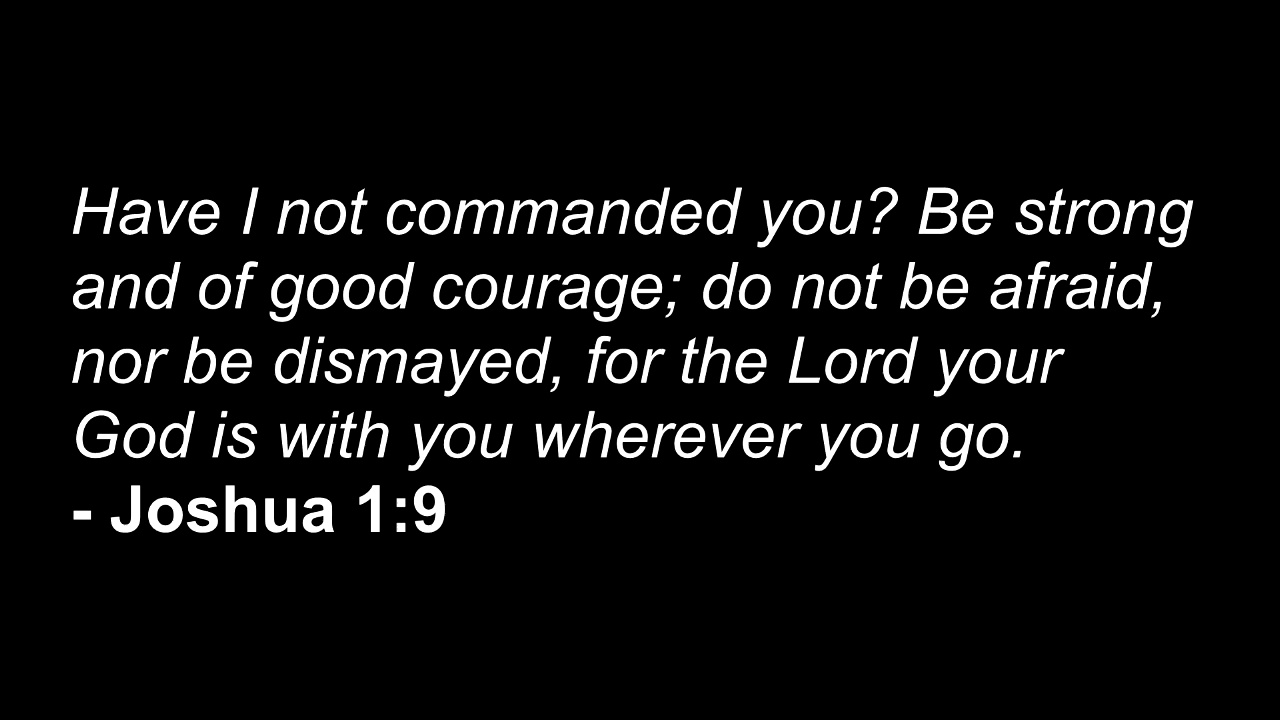 Have I not commanded you? Be strong
and of good courage; do not be afraid,
nor be dismayed, for the Lord your
God is with you wherever you go.
- Joshua 1:9